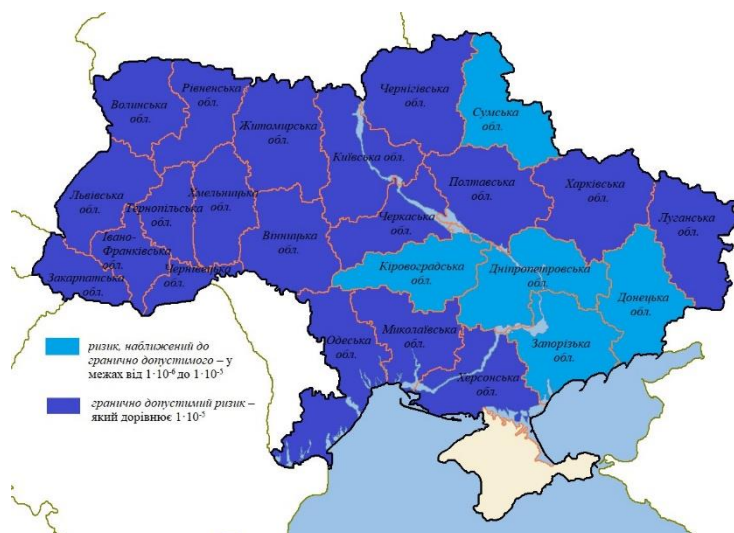 Волинська
обл.
Рівненська
обл.
Житомирська
обл.
Чернігівська
обл.
Сумська
обл.
Київська обл.
Львівська
обл.
Тернопільська
обл.
Хмельницька
обл.
Вінницька
обл.
Черкаська
обл.
Полтавська
обл.
Харківська
обл.
Луганська
обл.
Івано-
Франківська
обл.
Закарпатська
обл.
Чернівецька
обл.
Кіровоградська
обл.
Дніпропетровська
обл.
Донецька
обл.
Одеська
обл.
Миколаївська
обл.
Запорізька
обл.
Херсонська
обл.
ризик, наближений до
гранично допустимого – у
межах від 1·10⁻⁶ до 1·10⁻⁵
гранично допустимий ризик –
який дорівнює 1·10⁻⁵